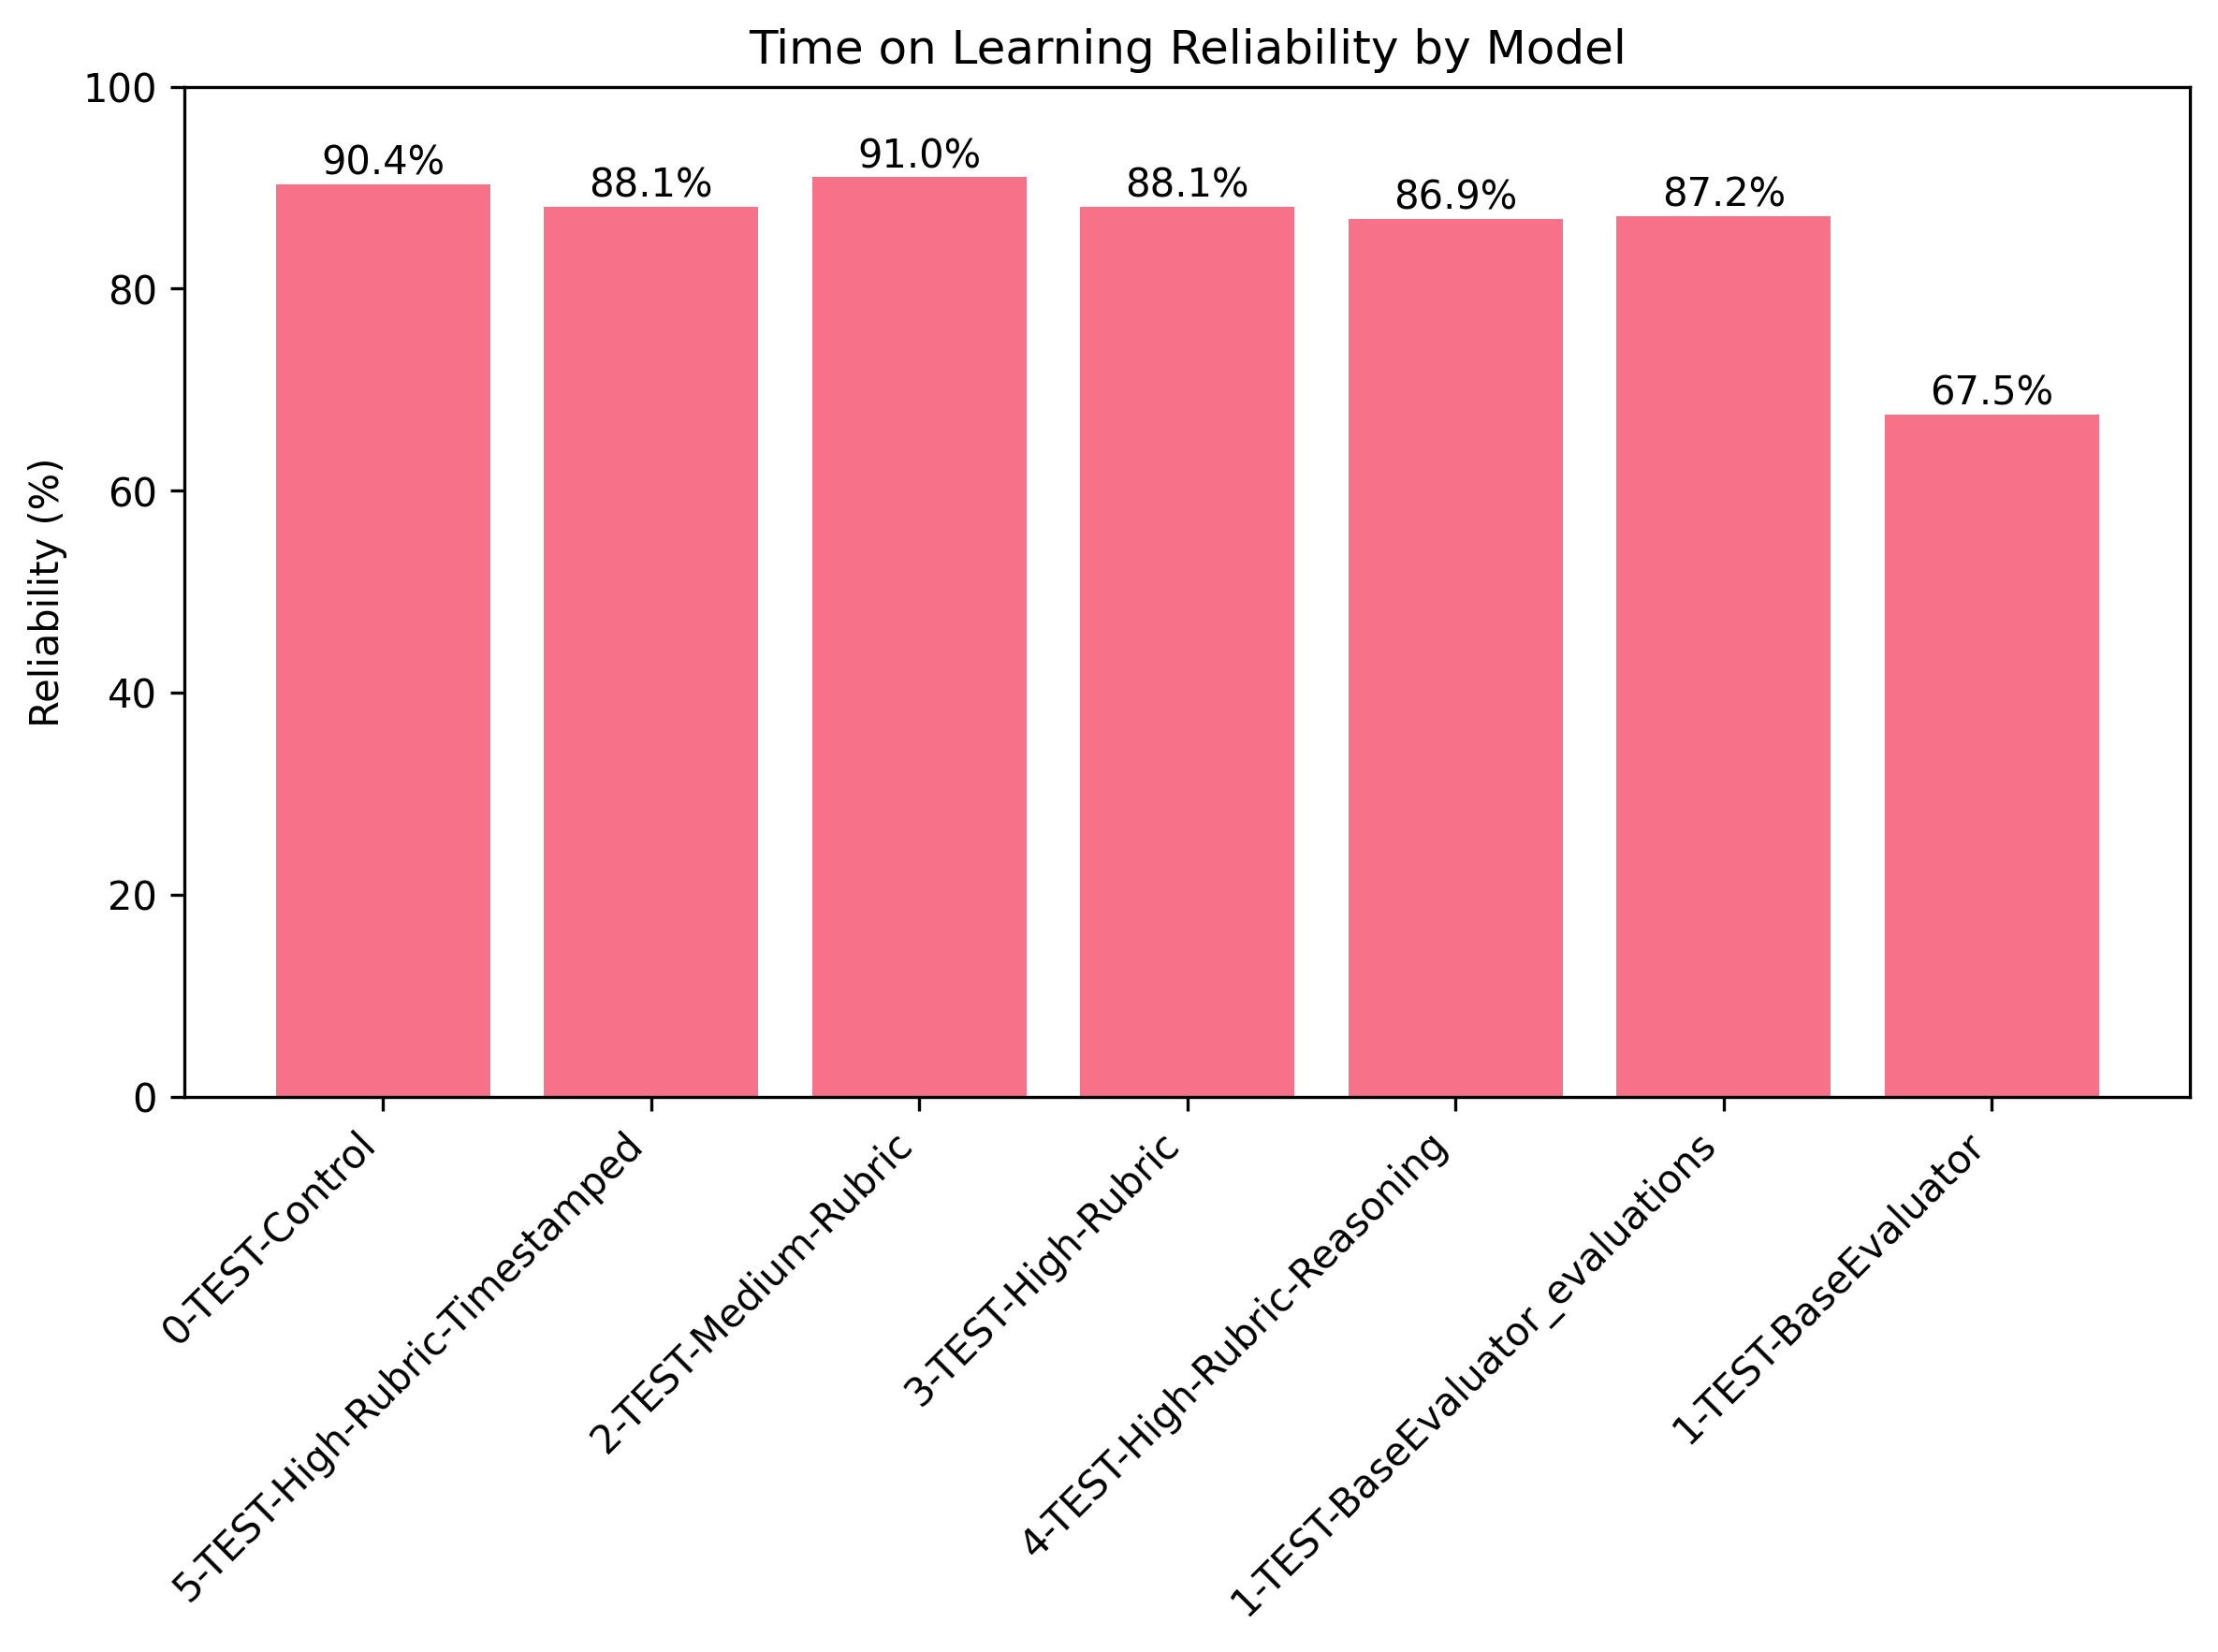 Time on Learning Reliability by Model
Reliability (%)
100
80
60
40
20
0
90.4%
88.1%
91.0%
88.1%
86.9%
87.2%
67.5%
0-TEST-Control
5-TEST-High-Rubric-Timestamped
2-TEST-Medium-Rubric
3-TEST-High-Rubric
4-TEST-High-Rubric-Reasoning
1-TEST-BaseEvaluator_evaluations
1-TEST-BaseEvaluator